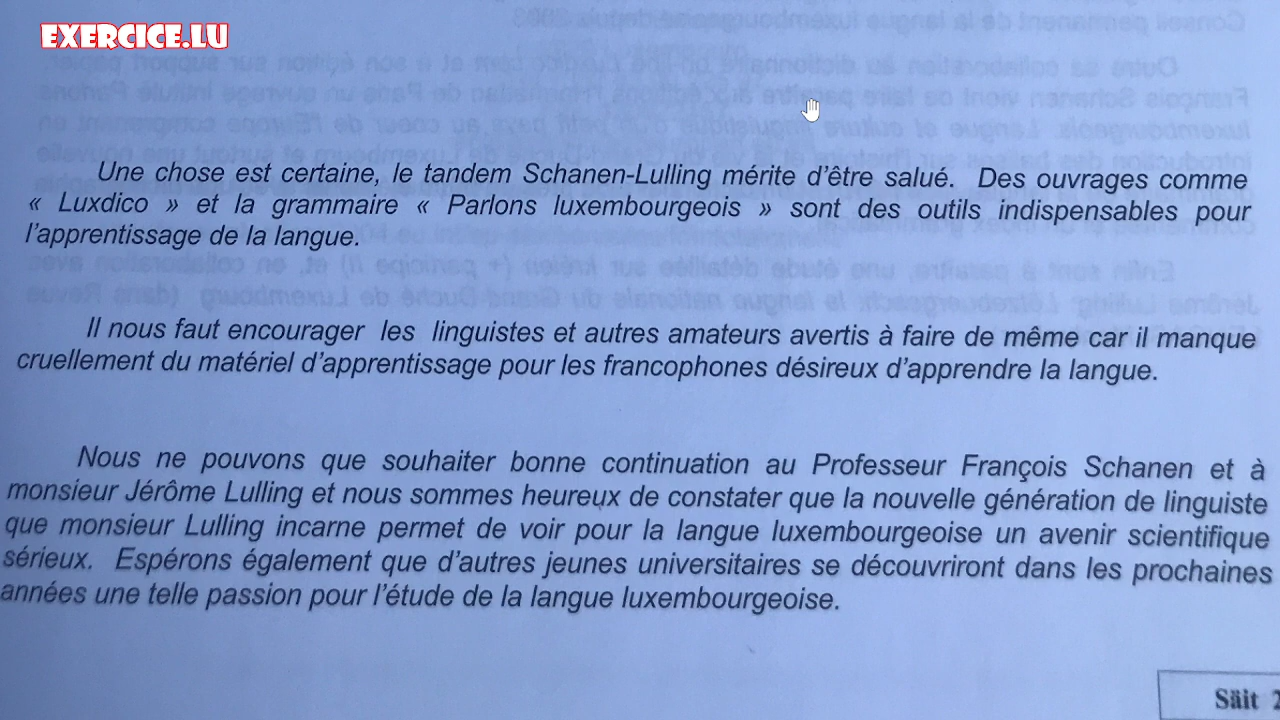 EXERCICE.LU
Une chose est certaine, le tandem Schanen-Lulling mérite d'être salué. Des ouvrages comme
« Luxdico » et la grammaire « Parlons luxembourgeois » sont des outils indispensables pour
l'apprentissage de la langue.
Il nous faut encourager les linguistes et autres amateurs avertis à faire de même car il manque
cruellement du matériel d'apprentissage pour les francophones désireux d'apprendre la langue.
Nous ne pouvons que souhaiter bonne continuation au Professeur François Schanen et à
monsieur Jérôme Lulling et nous sommes heureux de constater que la nouvelle génération de linguiste
que monsieur Lulling incarne permet de voir pour la langue luxembourgeoise un avenir scientifique
sérieux. Espérons également que d'autres jeunes universitaires se découvriront dans les prochaines
années une telle passion pour l'étude de la langue luxembourgeoise.
Säit